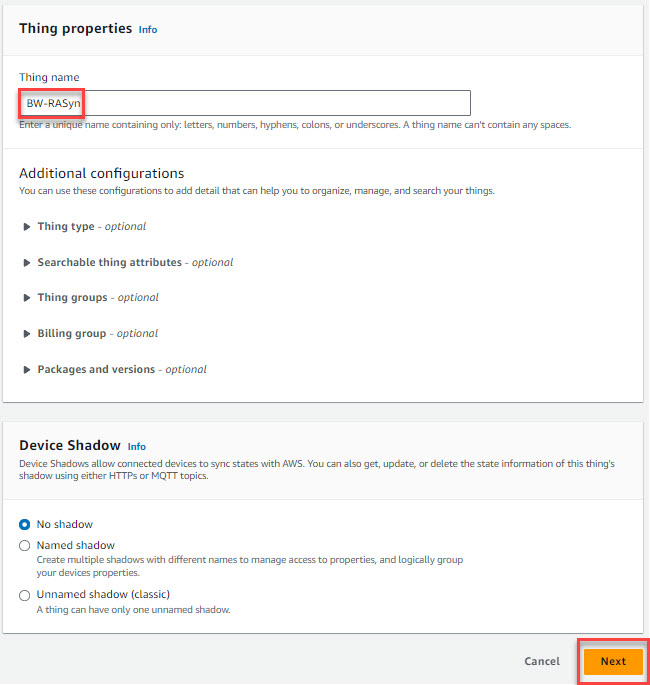 Thing properties Info
Thing name
BW-RASyn
Enter a unique name containing only: letters, numbers, hyphens, colons, or underscores. A thing name can't contain any spaces.
Additional configurations
You can use these configurations to add detail that can help you to organize, manage, and search your things.
Thing type - optional
Searchable thing attributes - optional
Thing groups - optional
Billing group - optional
Packages and versions - optional
Device Shadow Info
Device Shadows allow connected devices to sync states with AWS. You can also get, update, or delete the state information of this thing's
shadow using either HTTPs or MQTT topics.
No shadow
Named shadow
Create multiple shadows with different names to manage access to properties, and logically group
your devices properties.
Unnamed shadow (classic)
A thing can have only one unnamed shadow.
Cancel Next